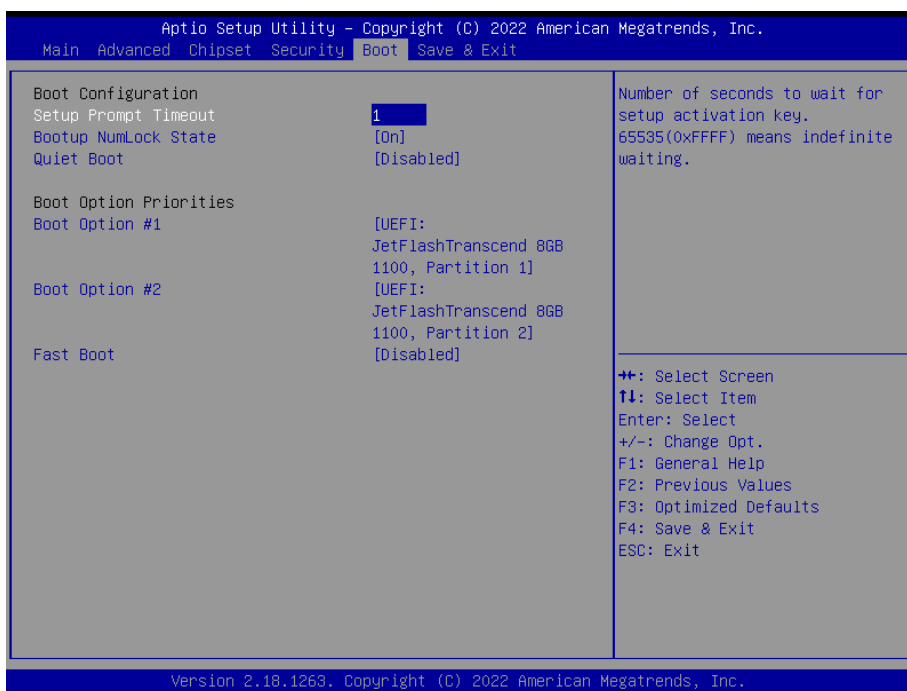 Aptio Setup Utility – Copyright (C) 2022 American Megatrends, Inc.
Main Advanced Chipset Security Boot Save & Exit
Boot Configuration
Setup Prompt Timeout 1
Bootup NumLock State [On]
Quiet Boot [Disabled]
Boot Option Priorities
Boot Option #1 [UEFI:
JetFlashTranscend 8GB
1100, Partition 1]
Boot Option #2 [UEFI:
JetFlashTranscend 8GB
1100, Partition 2]
Fast Boot [Disabled]
Number of seconds to wait for
setup activation key.
65535(0xFFFF) means indefinite
waiting.
→←: Select Screen
↑↓: Select Item
Enter: Select
+/-: Change Opt.
F1: General Help
F2: Previous Values
F3: Optimized Defaults
F4: Save & Exit
ESC: Exit
Version 2.18.1263. Copyright (C) 2022 American Megatrends, Inc.